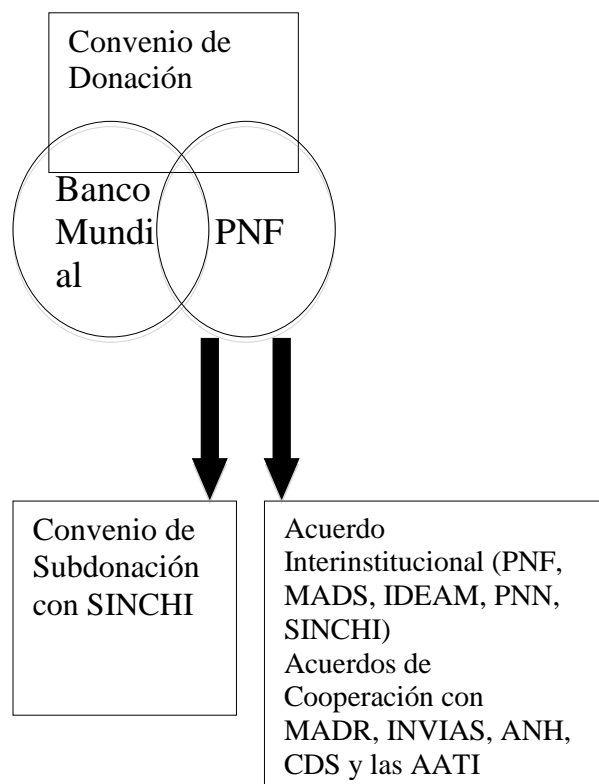 Convenio de
Donación
Banco
Mundi
al
PNF
Convenio de
Subdonación
con SINCHI
Acuerdo
Interinstitucional (PNF,
MADS, IDEAM, PNN,
SINCHI)
Acuerdos de
Cooperación con
MADR, INVIAS, ANH,
CDS y las AATI